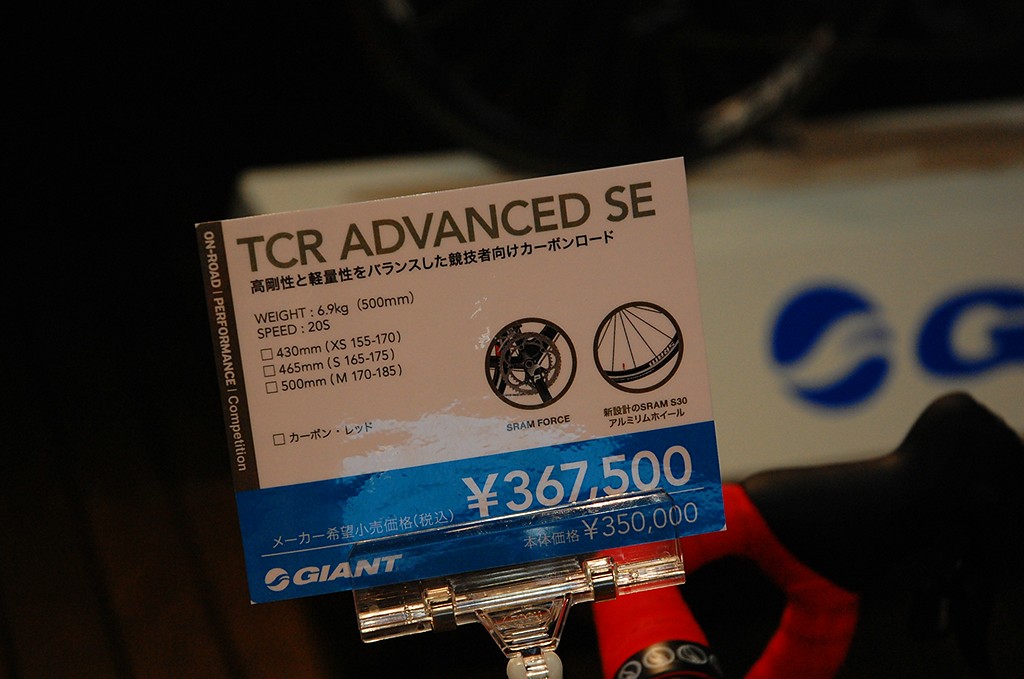 TCR ADVANCED SE
高剛性と軽量性をバランスした競技者向けカーボンロード
ON-ROAD | PERFORMANCE | Competition
WEIGHT : 6.9kg (500mm)
SPEED : 20S
□ 430mm (XS 155-170)
□ 465mm (S 165-175)
□ 500mm (M 170-185)
□ カーボン・レッド
SRAM FORCE
新設計のSRAM S30
アルミリムホイール
¥367,500
メーカー希望小売価格(税込)
本体価格 ¥350,000
GIANT
G